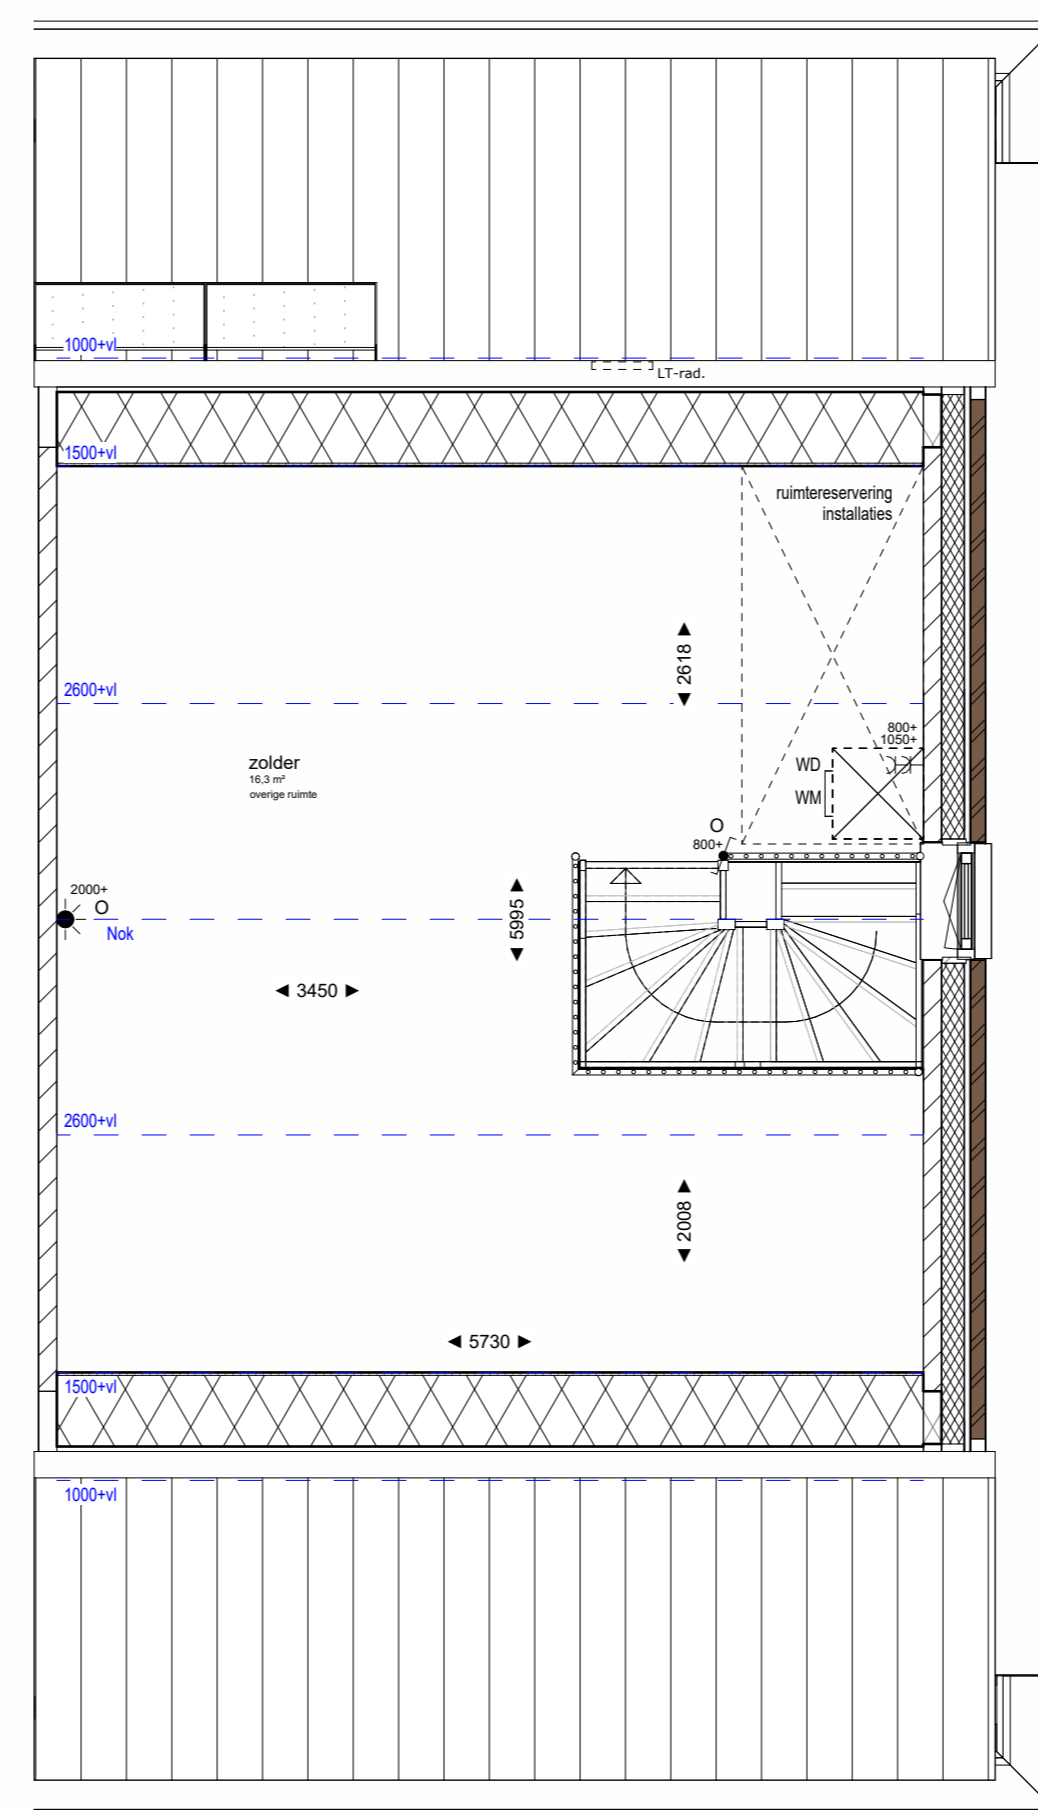 1000+vl
LT-rad.
1500+vl
ruimtereservering
installaties
2618
2600+vl
800+
1050+
zolder
16,3 m²
overige ruimte
WD
WM
O
800+
2000+
O
Nok
5995
3450
2600+vl
2008
5730
1500+vl
1000+vl